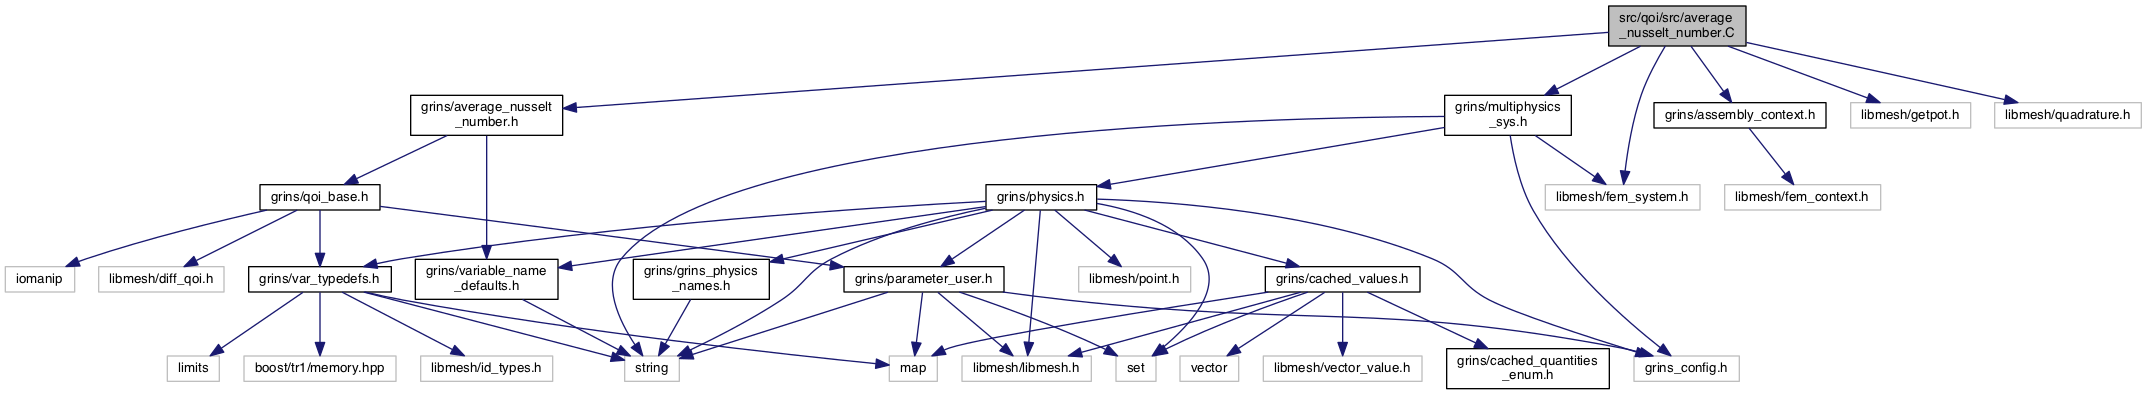 src/qoi/src/average
_nusselt_number.C
grins/average_nusselt
_number.h
grins/multiphysics
_sys.h
grins/assembly_context.h
libmesh/getpot.h
libmesh/quadrature.h
grins/qoi_base.h
grins/physics.h
libmesh/fem_system.h
libmesh/fem_context.h
iomanip
libmesh/diff_qoi.h
grins/var_typedefs.h
grins/variable_name
_defaults.h
grins/grins_physics
_names.h
grins/parameter_user.h
libmesh/point.h
grins/cached_values.h
limits
boost/tr1/memory.hpp
libmesh/id_types.h
string
map
libmesh/libmesh.h
set
vector
libmesh/vector_value.h
grins/cached_quantities
_enum.h
grins_config.h